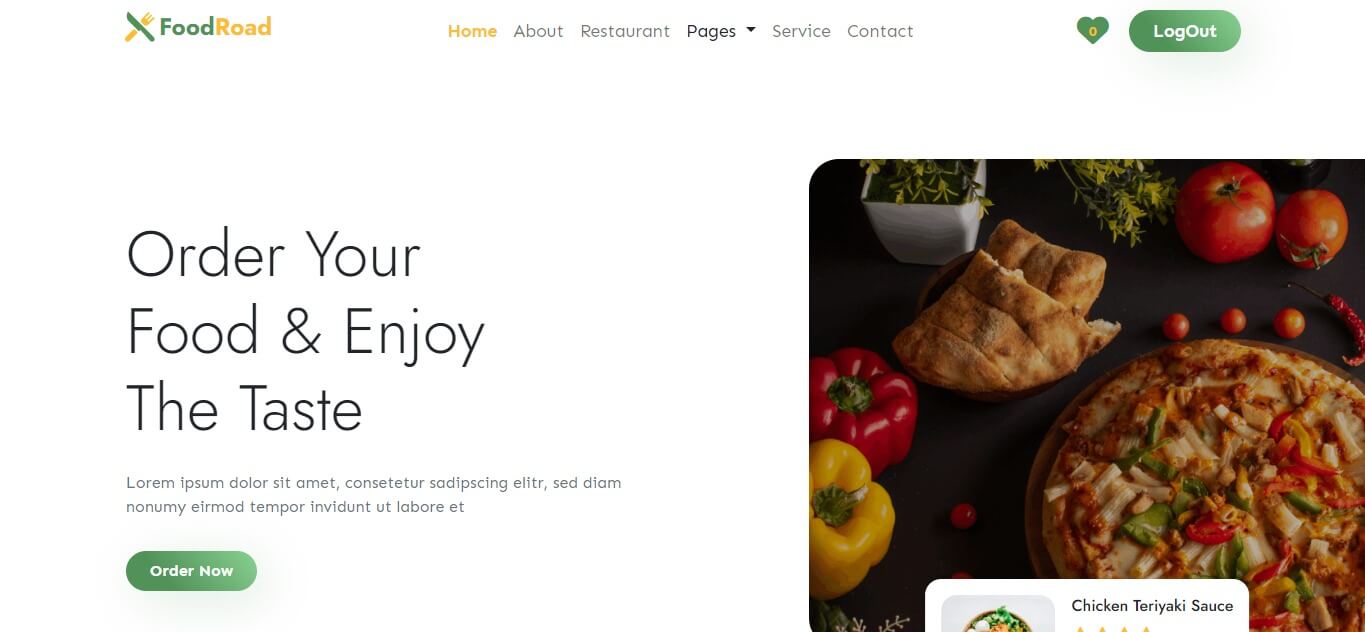 FoodRoad
Home About Restaurant Pages Service Contact
0
LogOut
Order Your
Food & Enjoy
The Taste
Lorem ipsum dolor sit amet, consetetur sadipscing elitr, sed diam
nonumy eirmod tempor invidunt ut labore et
Order Now
Chicken Teriyaki Sauce